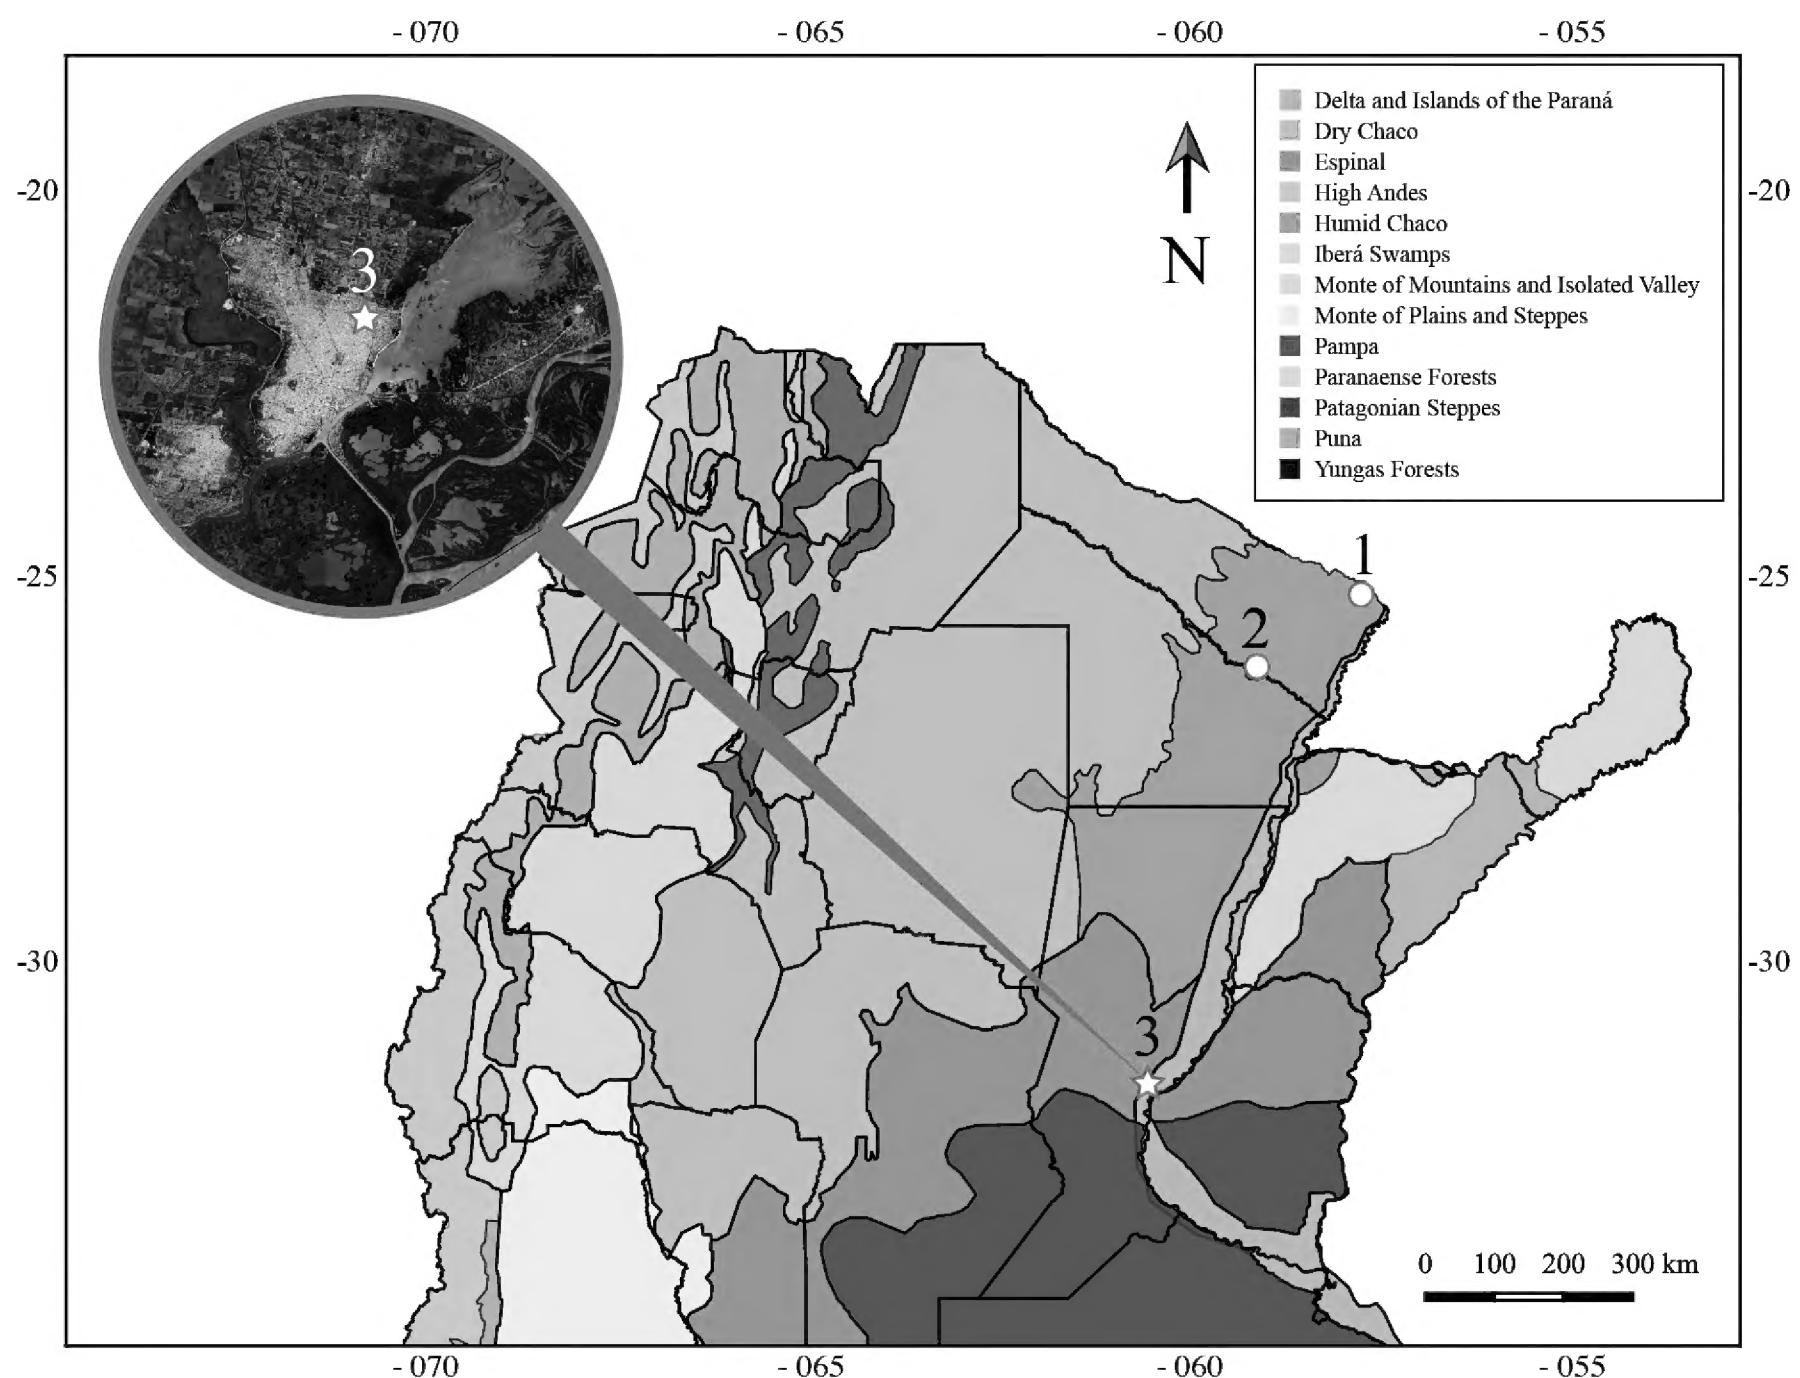 - 070 - 065 - 060 - 055
Delta and Islands of the Paraná
Dry Chaco
Espinal
High Andes
Humid Chaco
Iberá Swamps
Monte of Mountains and Isolated Valley
Monte of Plains and Steppes
Pampa
Paranaense Forests
Patagonian Steppes
Puna
Yungas Forests
-20 -20
N
3
1
-25 -25
2
-30 -30
3
0 100 200 300 km
- 070 - 065 - 060 - 055